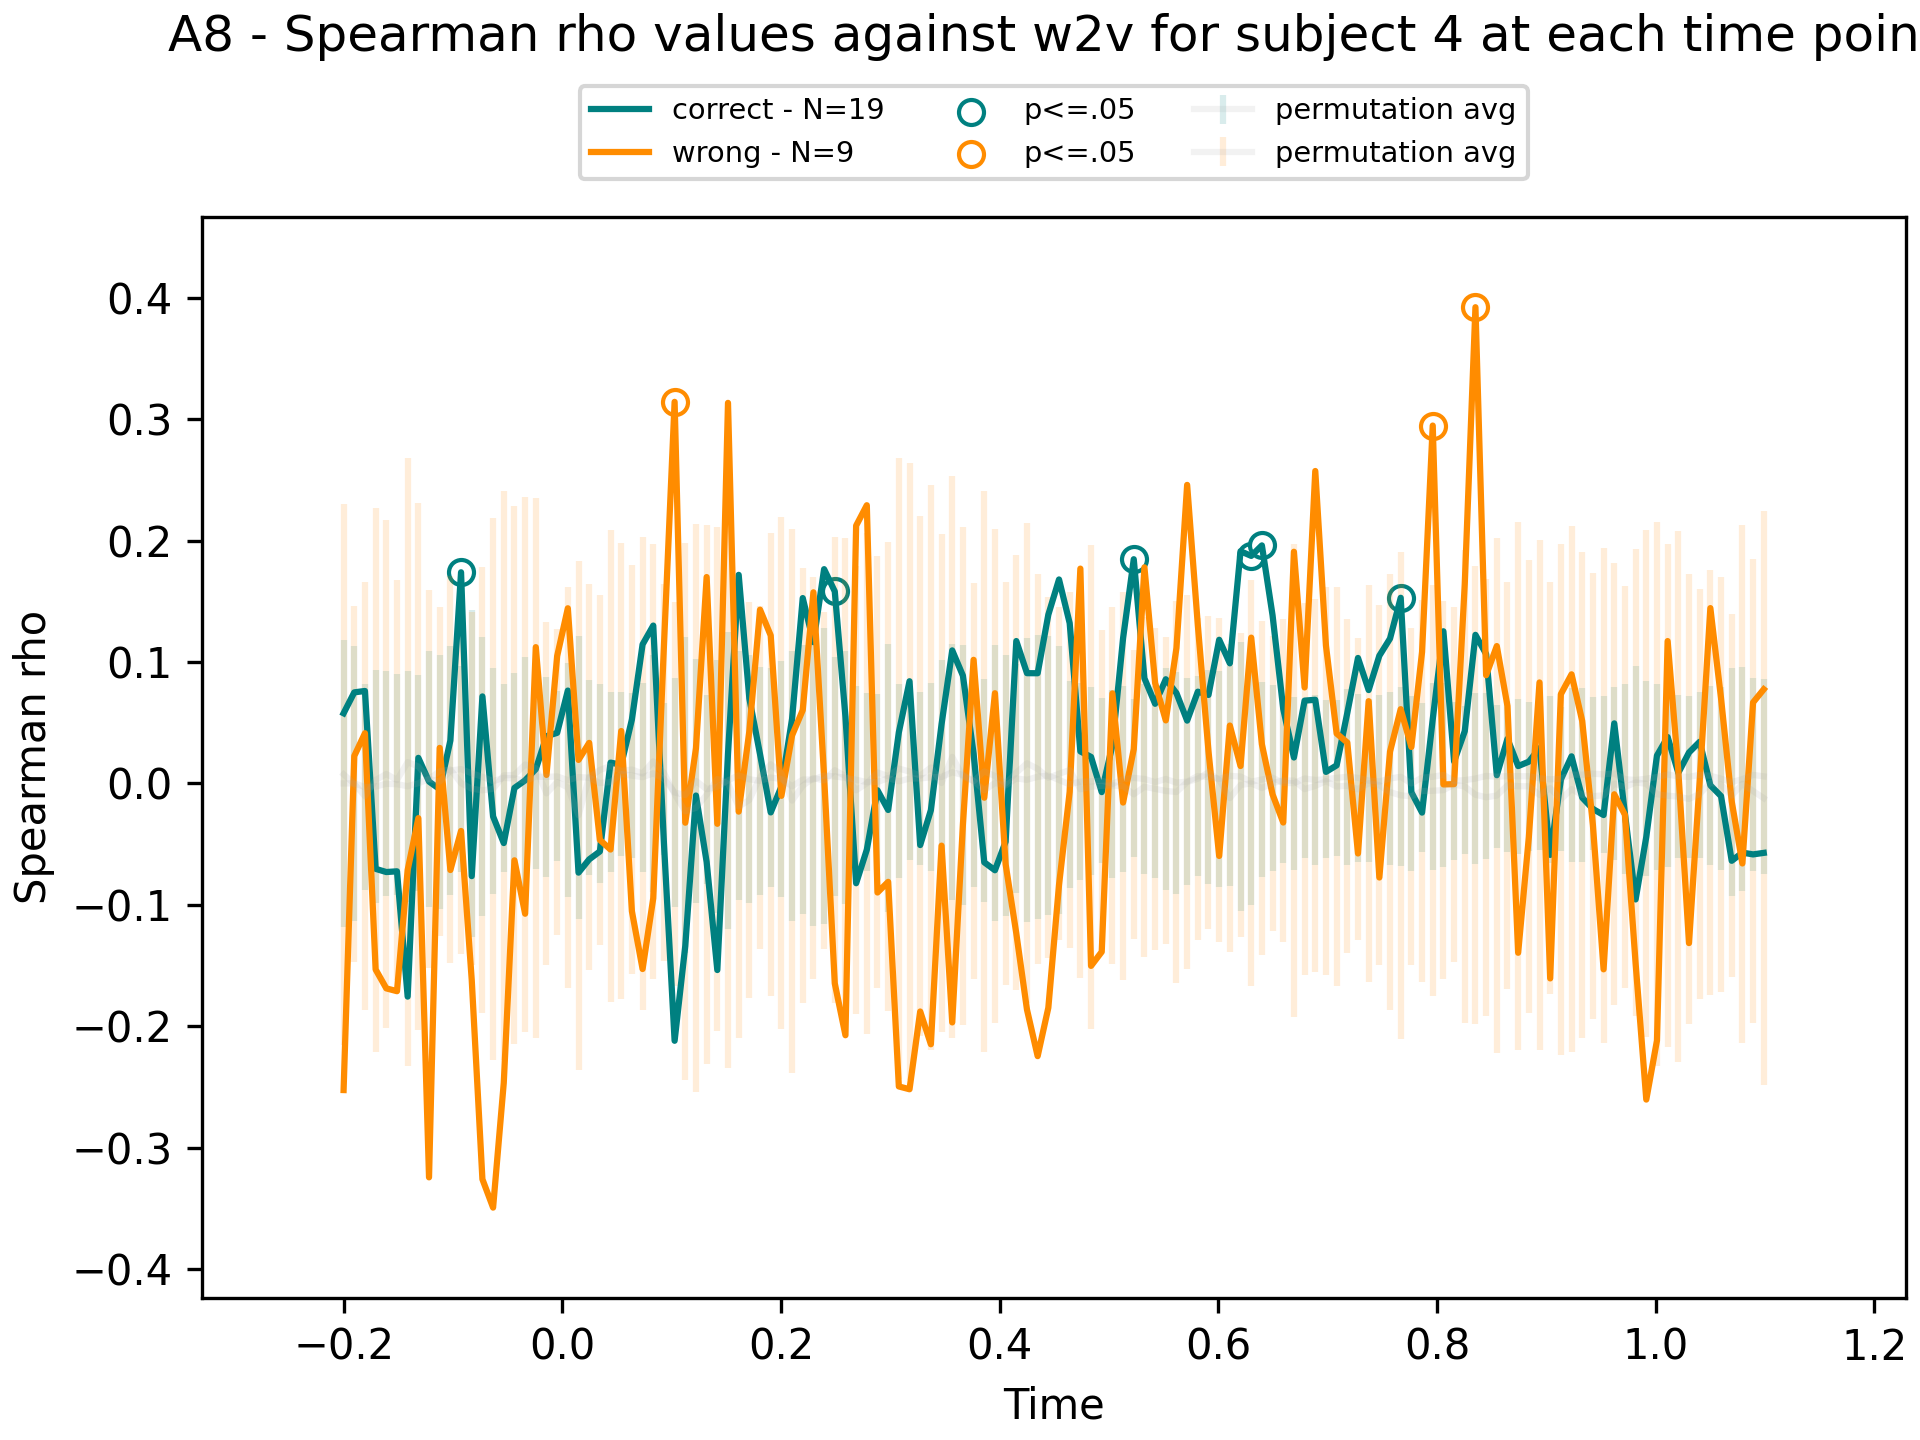 A8 - Spearman rho values against w2v for subject 4 at each time poin
correct - N=19
wrong - N=9
p<=.05
p<=.05
permutation avg
permutation avg
Spearman rho
0.4
0.3
0.2
0.1
0.0
−0.1
−0.2
−0.3
−0.4
−0.2 0.0 0.2 0.4 0.6 0.8 1.0 1.2
Time